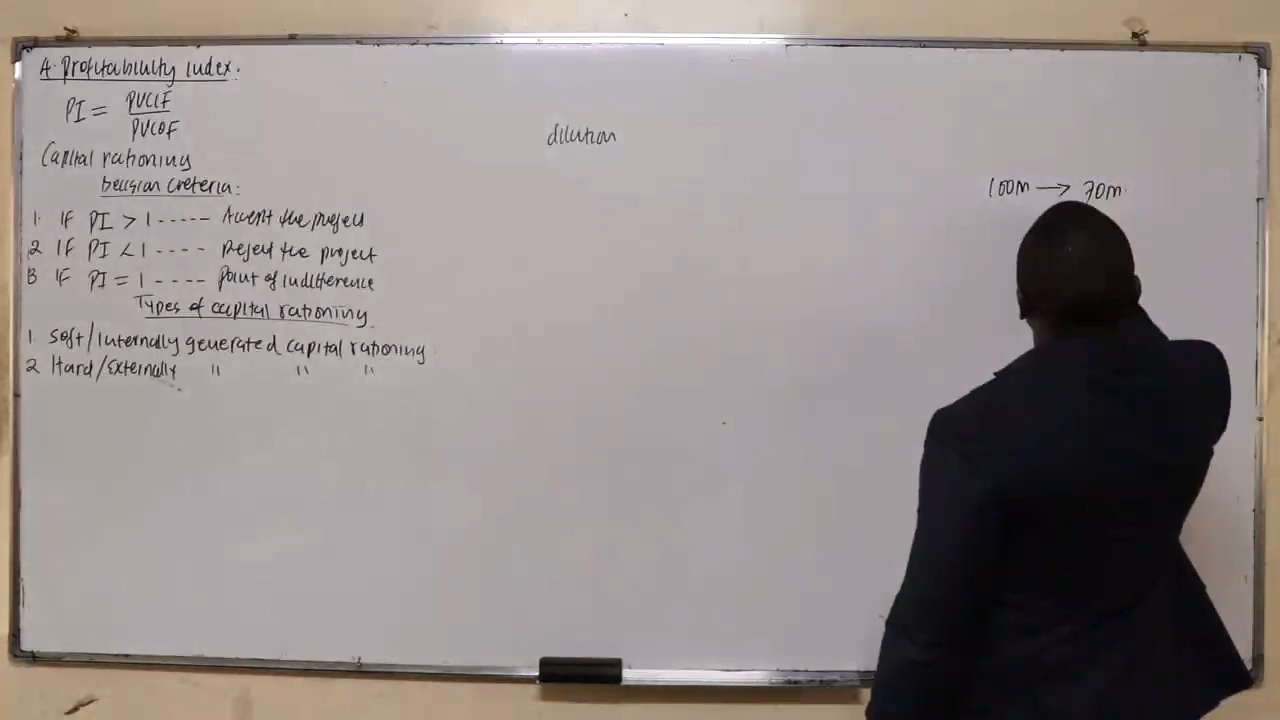 4. Profitability index.
PI = PVCIF
PVCOF
Capital rationing
Decision Creteria:
1. IF PI > 1 ----- Accept the project
2 IF PI < 1 ---- Reject the project
3 IF PI = 1 ---- Point of indifference
Types of capital rationing
1. Soft/Internally generated capital rationing
2 Hard/Externally " " "
dilution
100m → 70m.